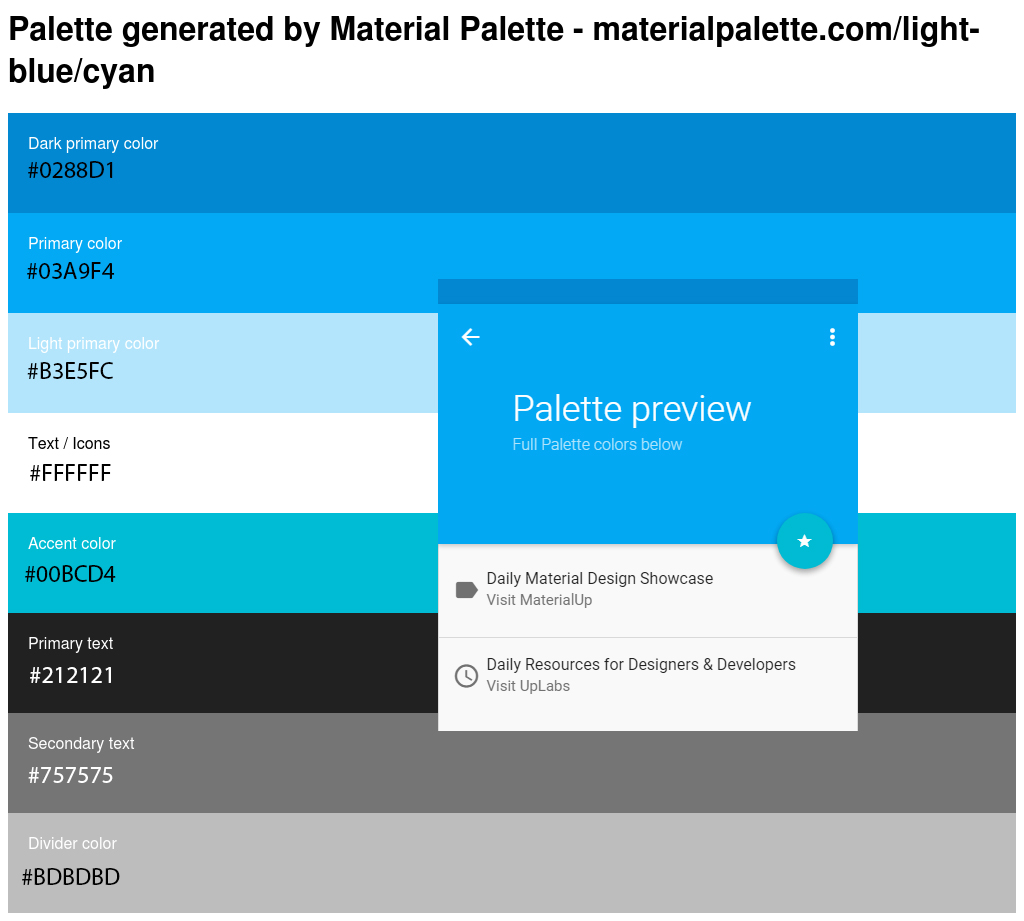 Palette generated by Material Palette - materialpalette.com/light-
blue/cyan
Dark primary color
#0288D1
Primary color
#03A9F4
Light primary color
#B3E5FC
Text / Icons
#FFFFFF
Accent color
#00BCD4
Primary text
#212121
Secondary text
#757575
Divider color
#BDBDBD
Palette preview
Full Palette colors below
Daily Material Design Showcase
Visit MaterialUp
Daily Resources for Designers & Developers
Visit UpLabs